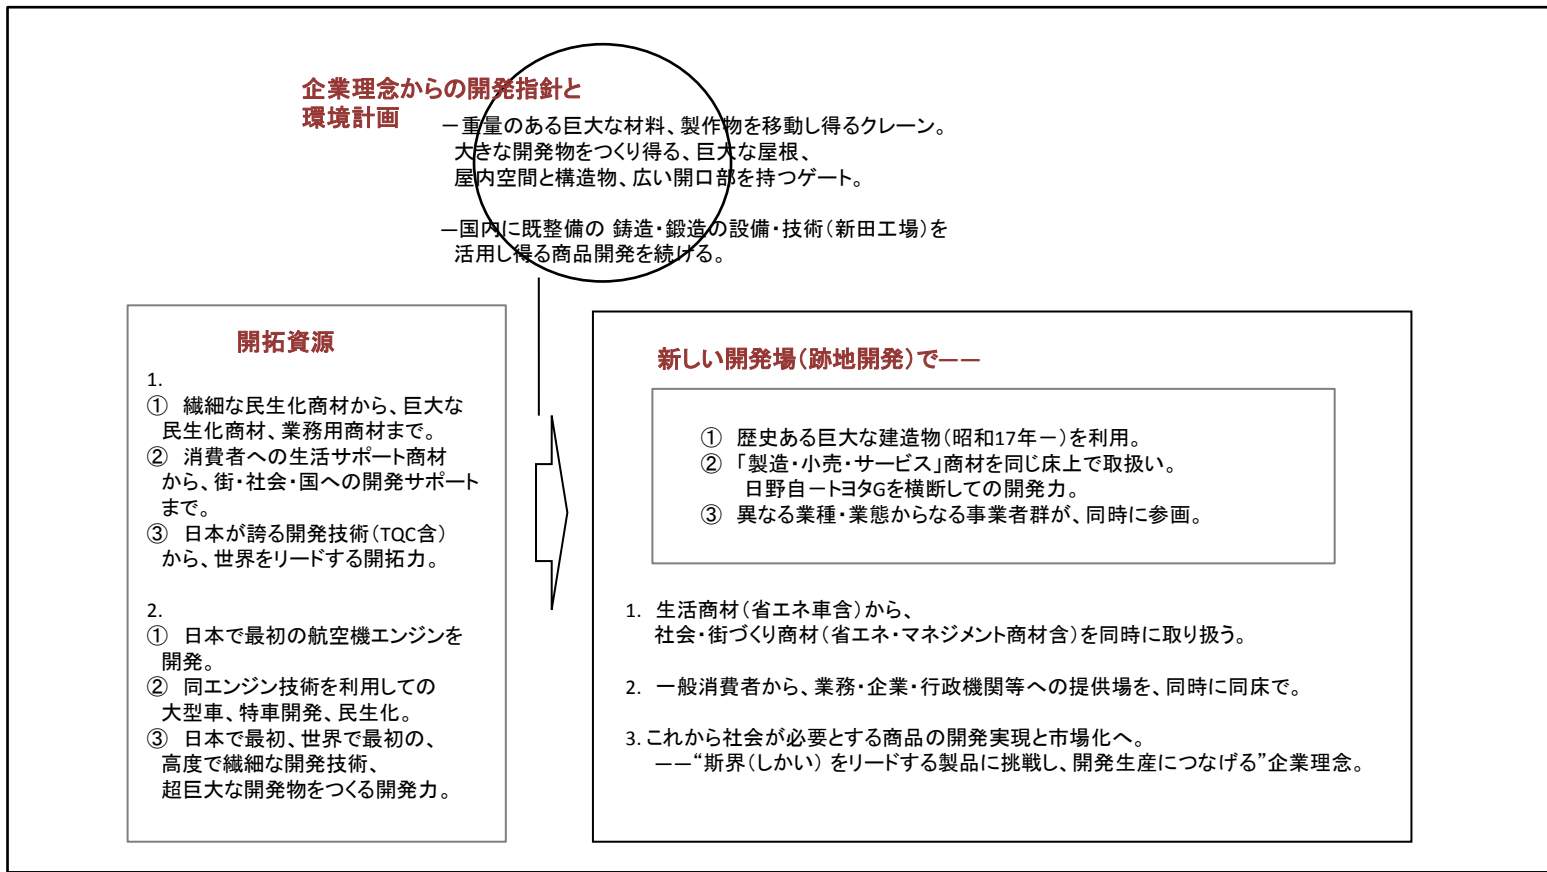 企業理念からの開発指針と
環境計画
－重量のある巨大な材料、製作物を移動し得るクレーン。
大きな開発物をつくり得る、巨大な屋根、
屋内空間と構造物、広い開口部を持つゲート。
―国内に既整備の 鋳造・鍛造の設備・技術（新田工場）を
活用し得る商品開発を続ける。
開拓資源
1.
① 繊細な民生化商材から、巨大な
民生化商材、業務用商材まで。
② 消費者への生活サポート商材
から、街・社会・国への開発サポート
まで。
③ 日本が誇る開発技術（TQC含）
から、世界をリードする開拓力。
2.
① 日本で最初の航空機エンジンを
開発。
② 同エンジン技術を利用しての
大型車、特車開発、民生化。
③ 日本で最初、世界で最初の、
高度で繊細な開発技術、
超巨大な開発物をつくる開発力。
新しい開発場（跡地開発）で――
① 歴史ある巨大な建造物（昭和17年－）を利用。
② 「製造・小売・サービス」商材を同じ床上で取扱い。
日野自－トヨタGを横断しての開発力。
③ 異なる業種・業態からなる事業者群が、同時に参画。
1. 生活商材（省エネ車含）から、
社会・街づくり商材（省エネ・マネジメント商材含）を同時に取り扱う。
2. 一般消費者から、業務・企業・行政機関等への提供場を、同時に同床で。
3. これから社会が必要とする商品の開発実現と市場化へ。
――“斯界（しかい） をリードする製品に挑戦し、開発生産につなげる”企業理念。